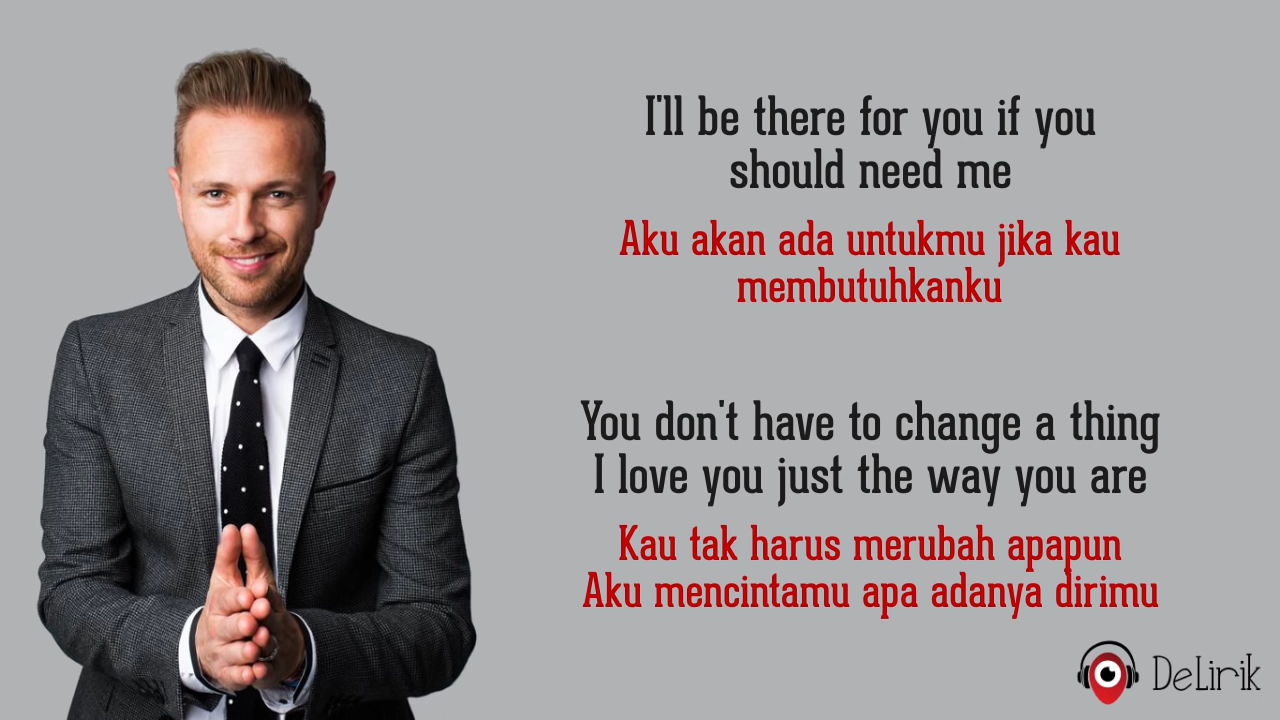 I'll be there for you if you
should need me
Aku akan ada untukmu jika kau
membutuhkanku
You don't have to change a thing
I love you just the way you are
Kau tak harus merubah apapun
Aku mencintamu apa adanya dirimu
DeLirik